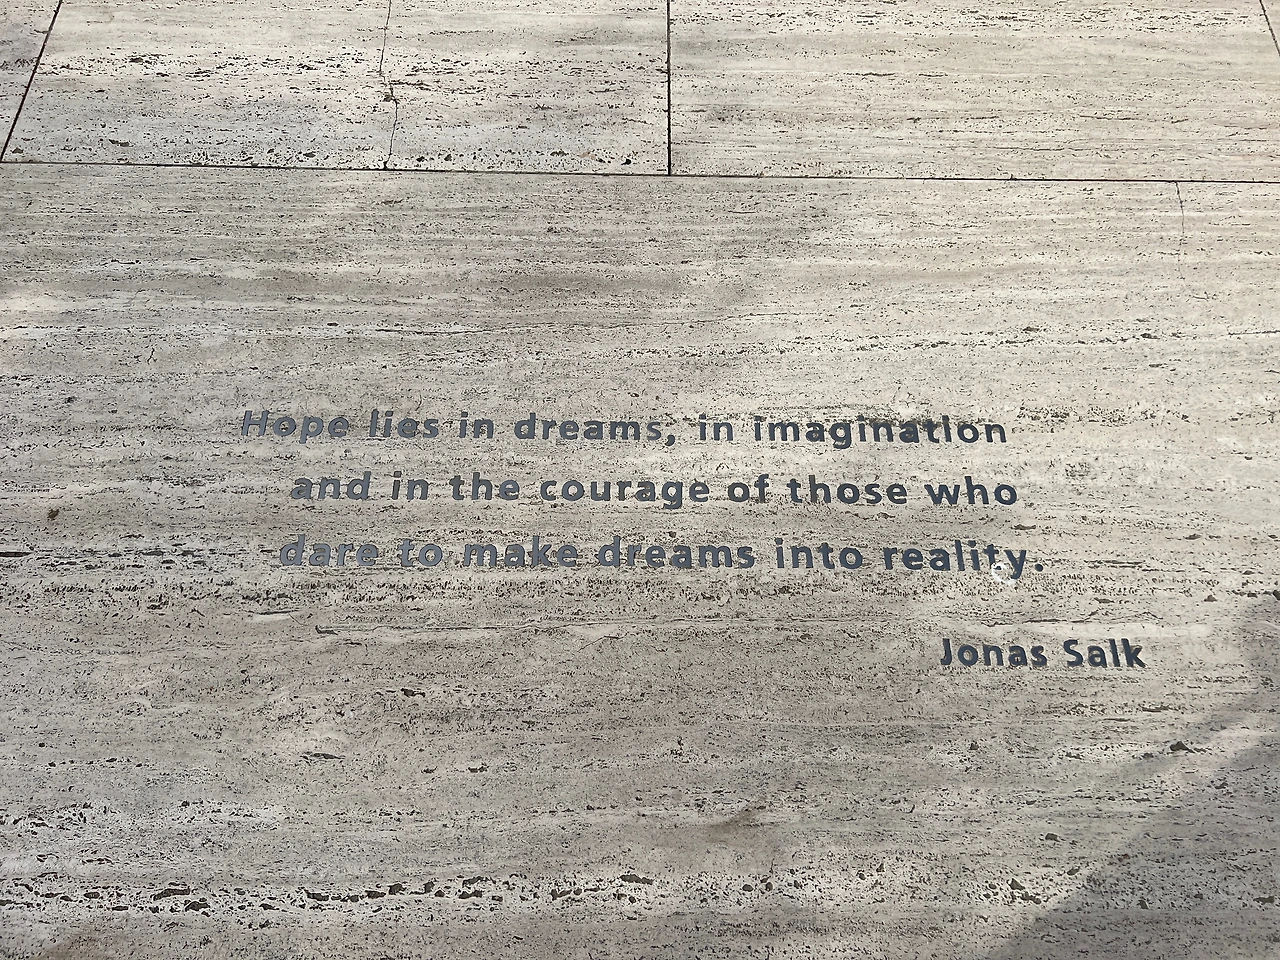 Hope lies in dreams, in imagination
and in the courage of those who
dare to make dreams into reality.
Jonas Salk